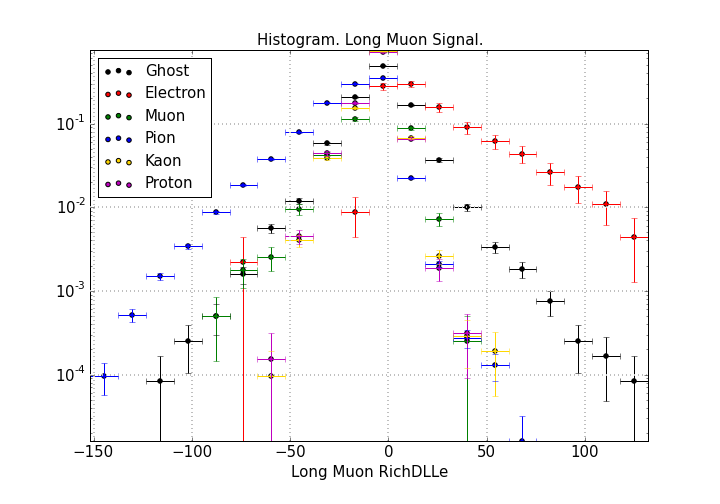 Histogram. Long Muon Signal.
Ghost
Electron
Muon
Pion
Kaon
Proton
10^-1
10^-2
10^-3
10^-4
−150 −100 −50 0 50 100
Long Muon RichDLLe